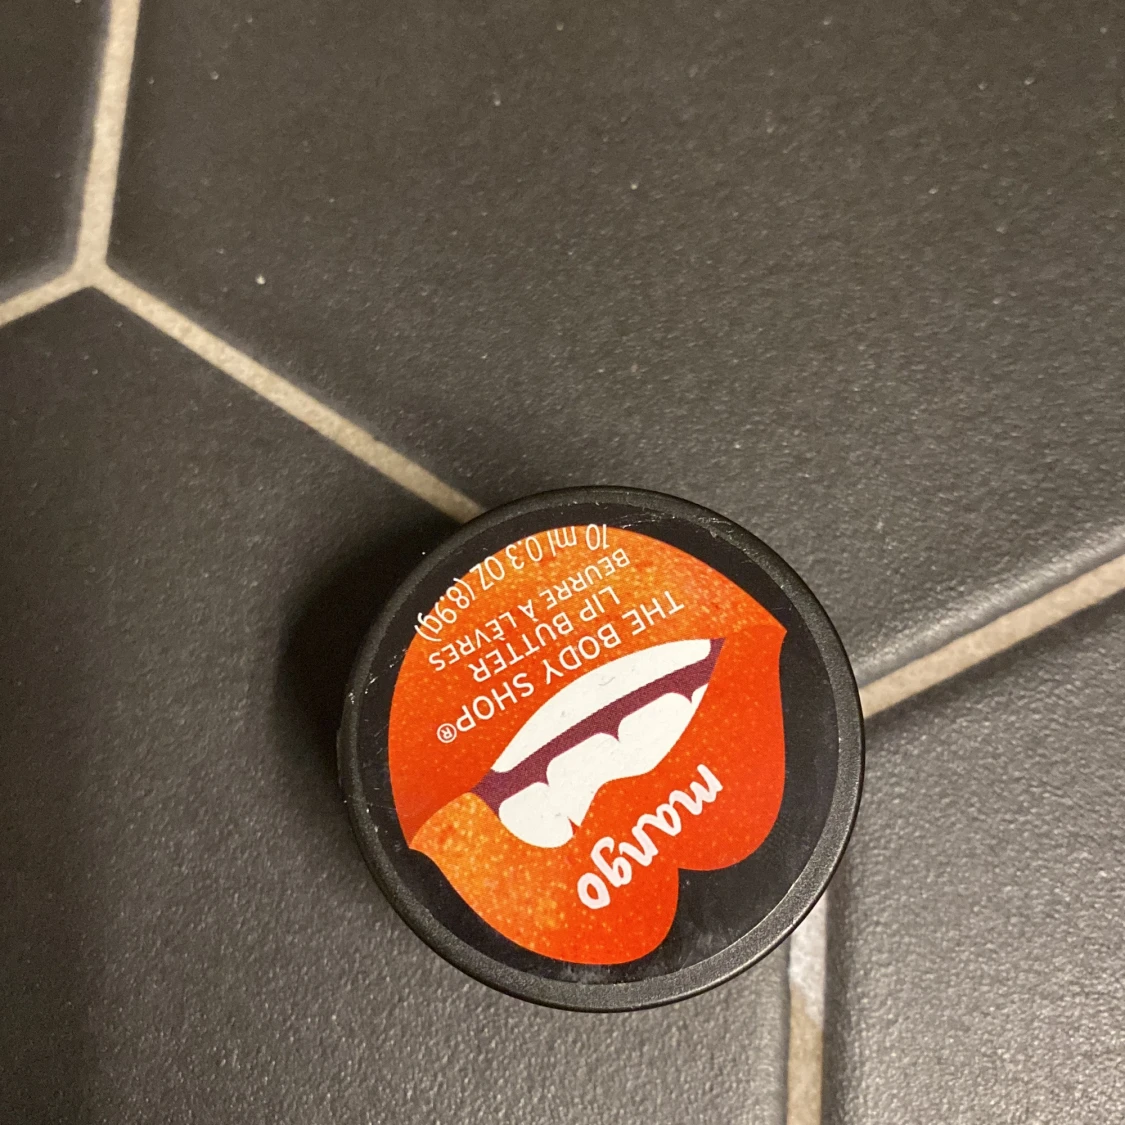 mango
THE BODY SHOP®
LIP BUTTER
BEURRE À LÈVRES
10 ml 0.3 OZ (8.9g)